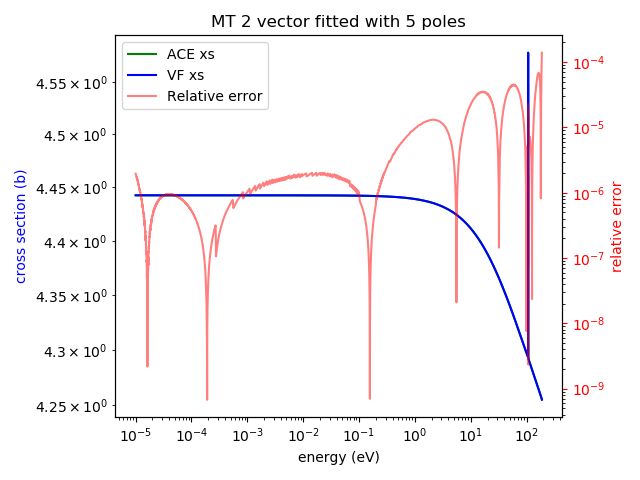 MT 2 vector fitted with 5 poles
ACE xs
VF xs
Relative error
4.55 × 10⁰
4.5 × 10⁰
4.45 × 10⁰
4.4 × 10⁰
4.35 × 10⁰
4.3 × 10⁰
4.25 × 10⁰
cross section (b)
10⁻⁴
10⁻⁵
10⁻⁶
10⁻⁷
10⁻⁸
10⁻⁹
relative error
10⁻⁵ 10⁻⁴ 10⁻³ 10⁻² 10⁻¹ 10⁰ 10¹ 10²
energy (eV)